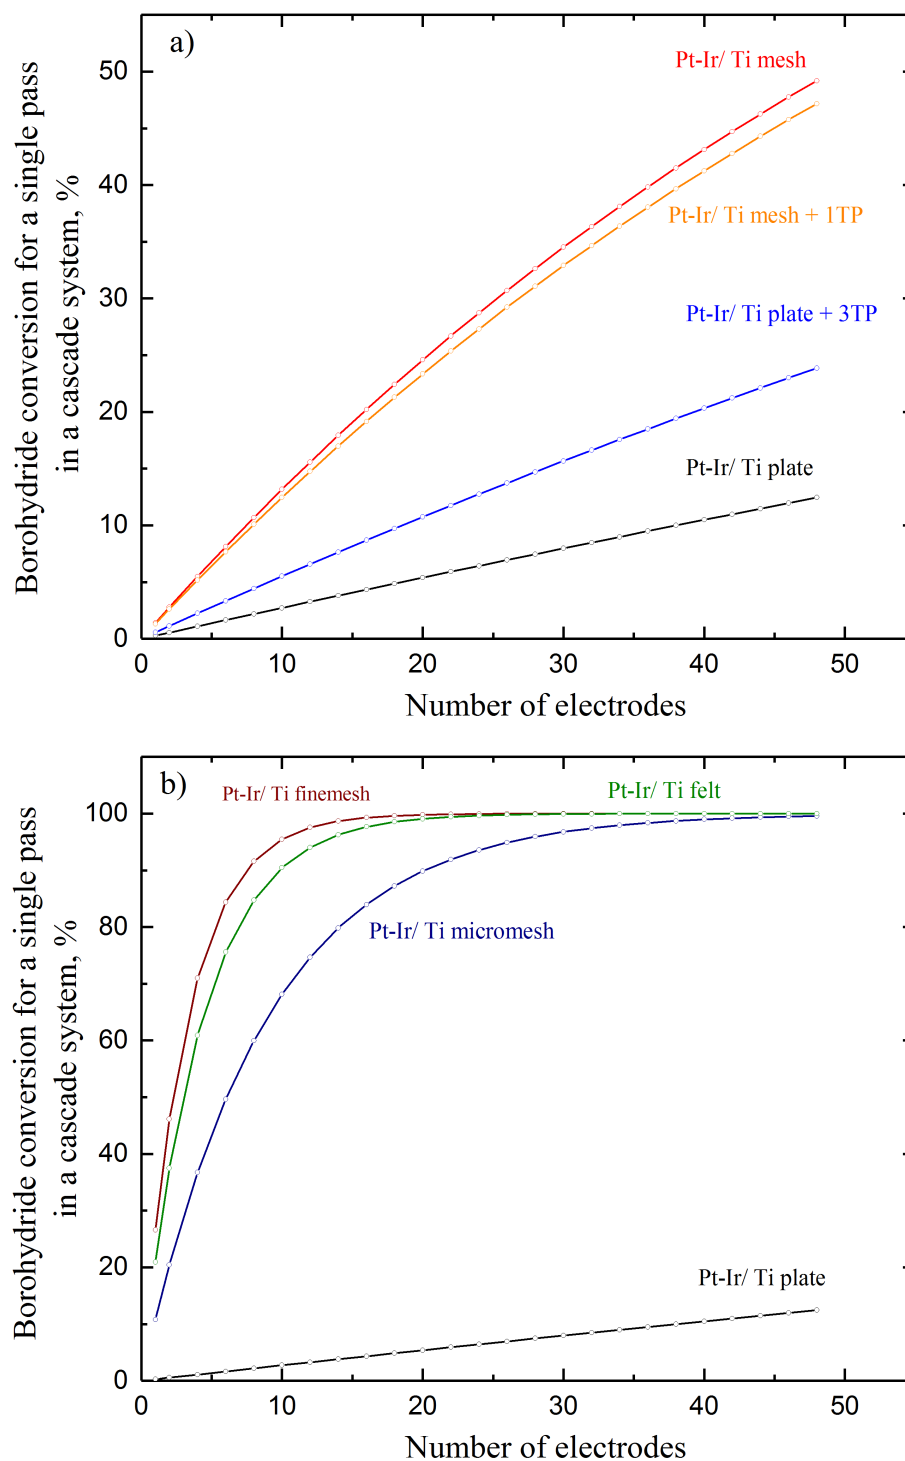 a)
Borohydride conversion for a single pass
in a cascade system, %
50
40
30
20
10
0
Pt-Ir/ Ti mesh
Pt-Ir/ Ti mesh + 1TP
Pt-Ir/ Ti plate + 3TP
Pt-Ir/ Ti plate
0 10 20 30 40 50
Number of electrodes
b)
Borohydride conversion for a single pass
in a cascade system, %
100
80
60
40
20
0
Pt-Ir/ Ti finemesh
Pt-Ir/ Ti felt
Pt-Ir/ Ti micromesh
Pt-Ir/ Ti plate
0 10 20 30 40 50
Number of electrodes